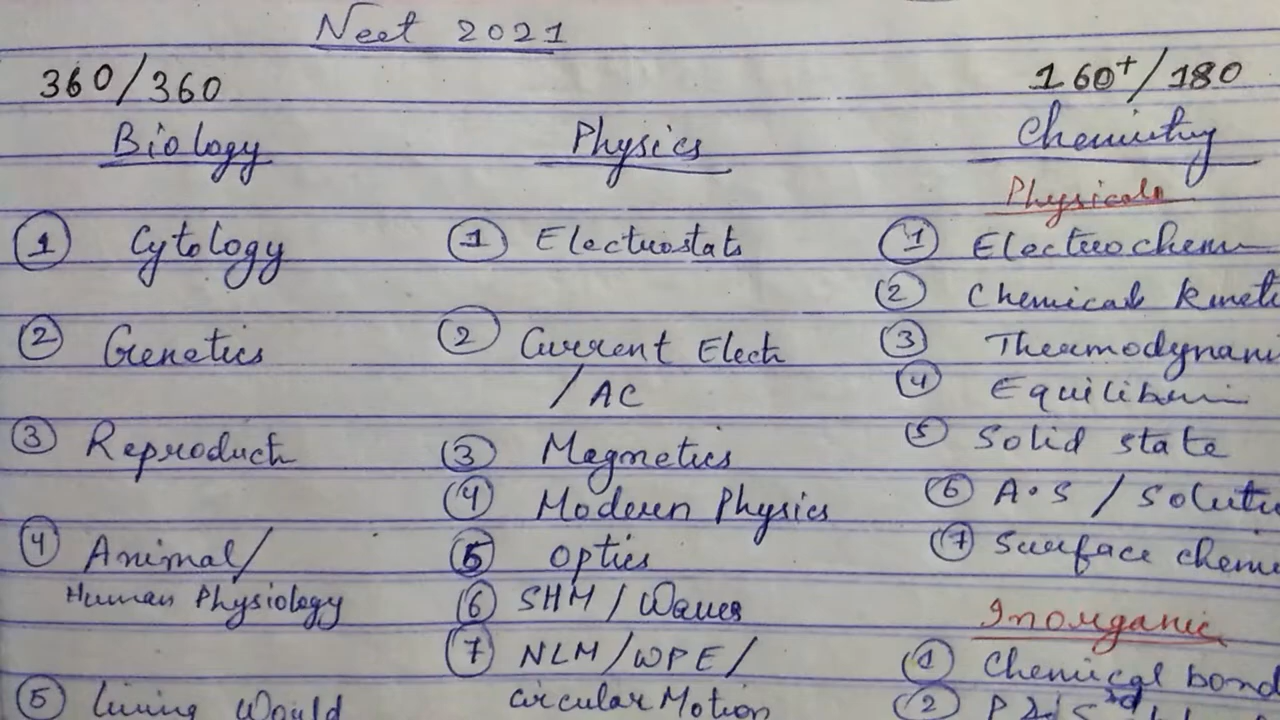 Neet 2021
360/360
Biology
① Cytology
② Genetics
③ Reproduct
④ Animal/
Human Physiology
⑤ Living World
Physics
① Electrostats
② Current Elect
/ AC
③ Magnetics
④ Modern Physics
⑤ Optics
⑥ SHM / Waves
⑦ NLM / WPE /
Circular Motion
160+/180
Chemistry
Physical
① Electrochem
② Chemical Kineti
③ Thermodynami
④ Equilibrium
⑤ Solid state
⑥ A.S / Soluti
⑦ Surface chemi
Inorganic
① Chemical bond
② P